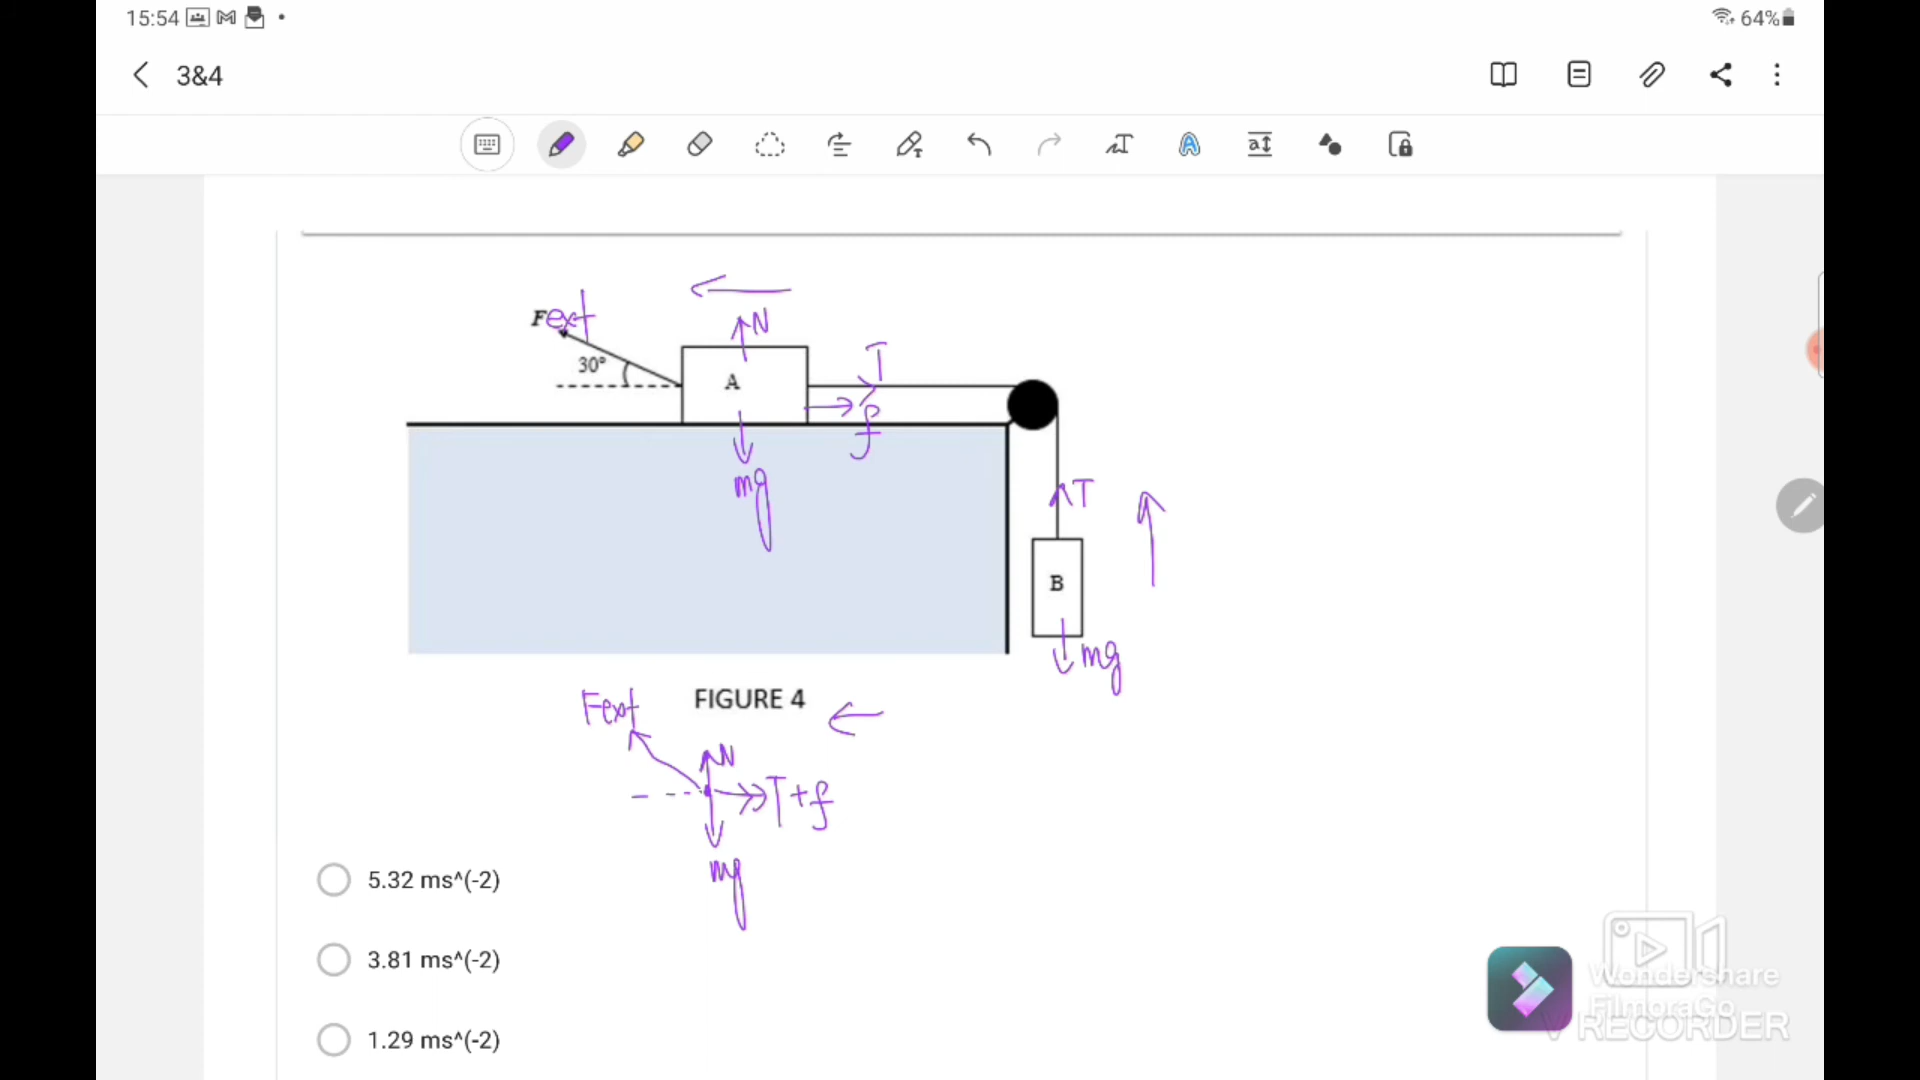 15:54 64%
3&4
Fext
N
30°
A
T
f
mg
T
B
mg
FIGURE 4
Fext
N
T+f
mg
5.32 ms^(-2)
3.81 ms^(-2)
1.29 ms^(-2)
Wondershare
FilmoraGo
RECORDER